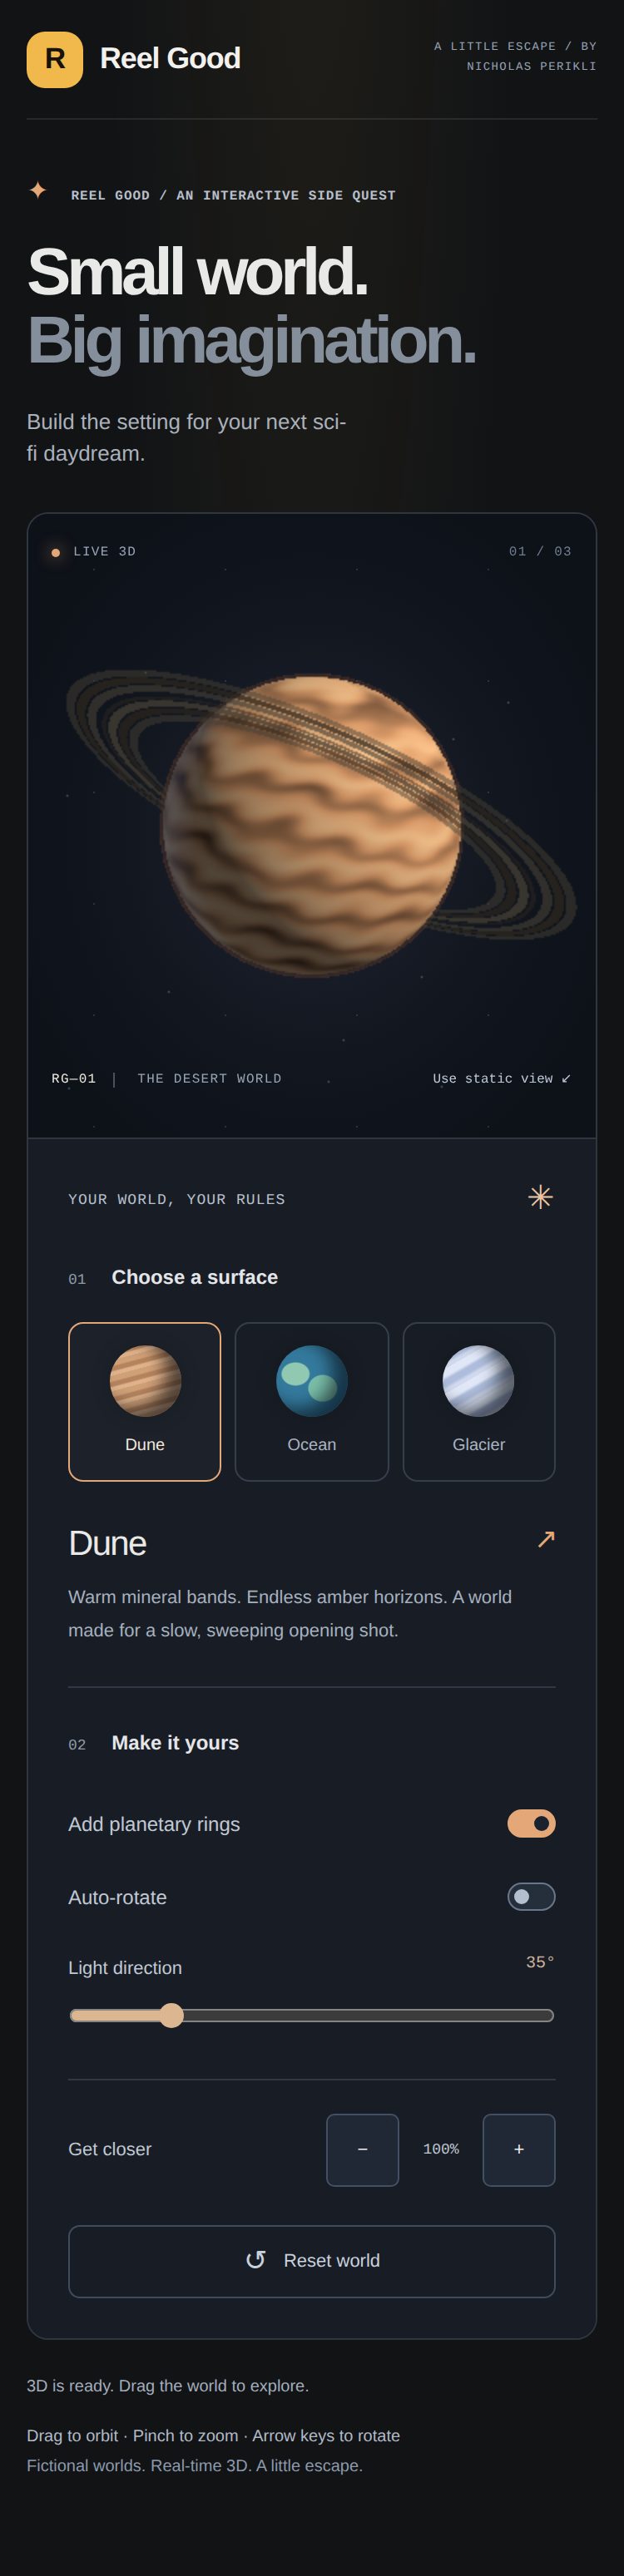 R Reel Good
A LITTLE ESCAPE / BY
NICHOLAS PERIKLI
✦ REEL GOOD / AN INTERACTIVE SIDE QUEST
Small world.
Big imagination.
Build the setting for your next sci-
fi daydream.
LIVE 3D 01 / 03
RG—01 | THE DESERT WORLD Use static view ↙
YOUR WORLD, YOUR RULES ✳
01 Choose a surface
Dune Ocean Glacier
Dune ↗
Warm mineral bands. Endless amber horizons. A world
made for a slow, sweeping opening shot.
02 Make it yours
Add planetary rings
Auto-rotate
Light direction 35°
Get closer − 100% +
↺ Reset world
3D is ready. Drag the world to explore.
Drag to orbit · Pinch to zoom · Arrow keys to rotate
Fictional worlds. Real-time 3D. A little escape.